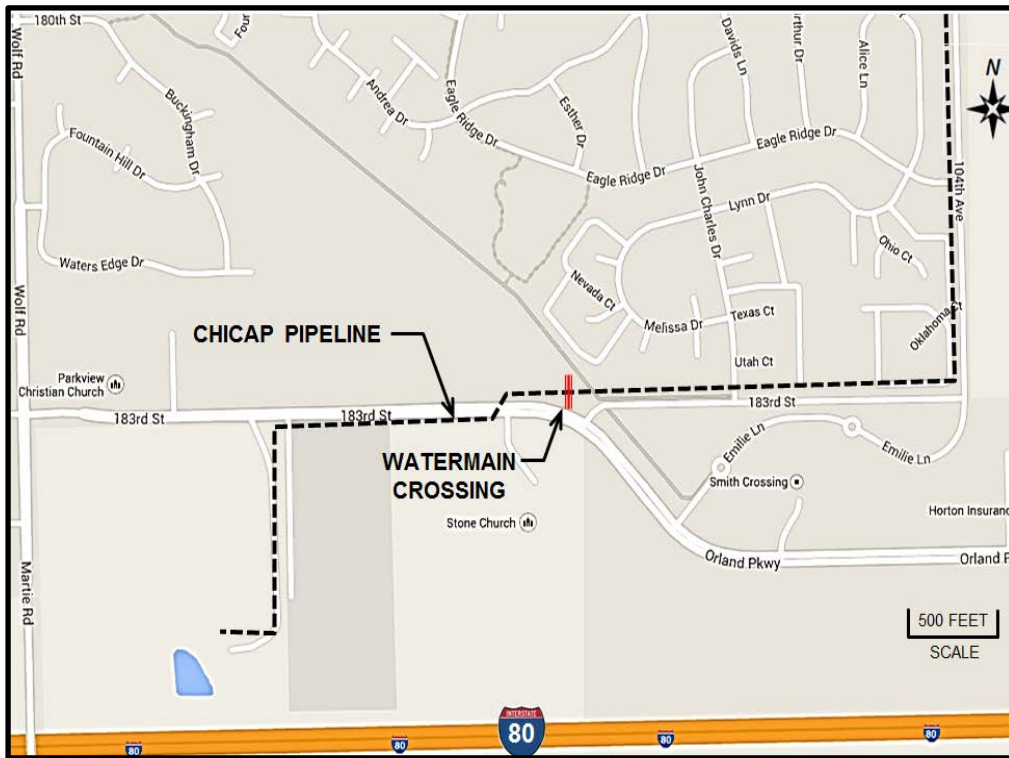 180th St
Wolf Rd
Buckingham Dr
Fountain Hill Dr
Waters Edge Dr
Wolf Rd
Andrea Dr
Eagle Ridge Dr
Esther Dr
Eagle Ridge Dr
Davids Ln
Alice Ln
Eagle Ridge Dr
N
104th Ave
John Charles Dr
Lynn Dr
Ohio Ct
Nevada Ct
Melissa Dr
Texas Ct
Oklahoma Ct
Utah Ct
CHICAP PIPELINE
Parkview
Christian Church
183rd St
183rd St
183rd St
WATERMAIN
CROSSING
Emilie Ln
Emilie Ln
Smith Crossing
Stone Church
Horton Insuranc
Orland Pkwy
Orland P
Martie Rd
500 FEET
SCALE
INTERSTATE
80
80
80
80
80